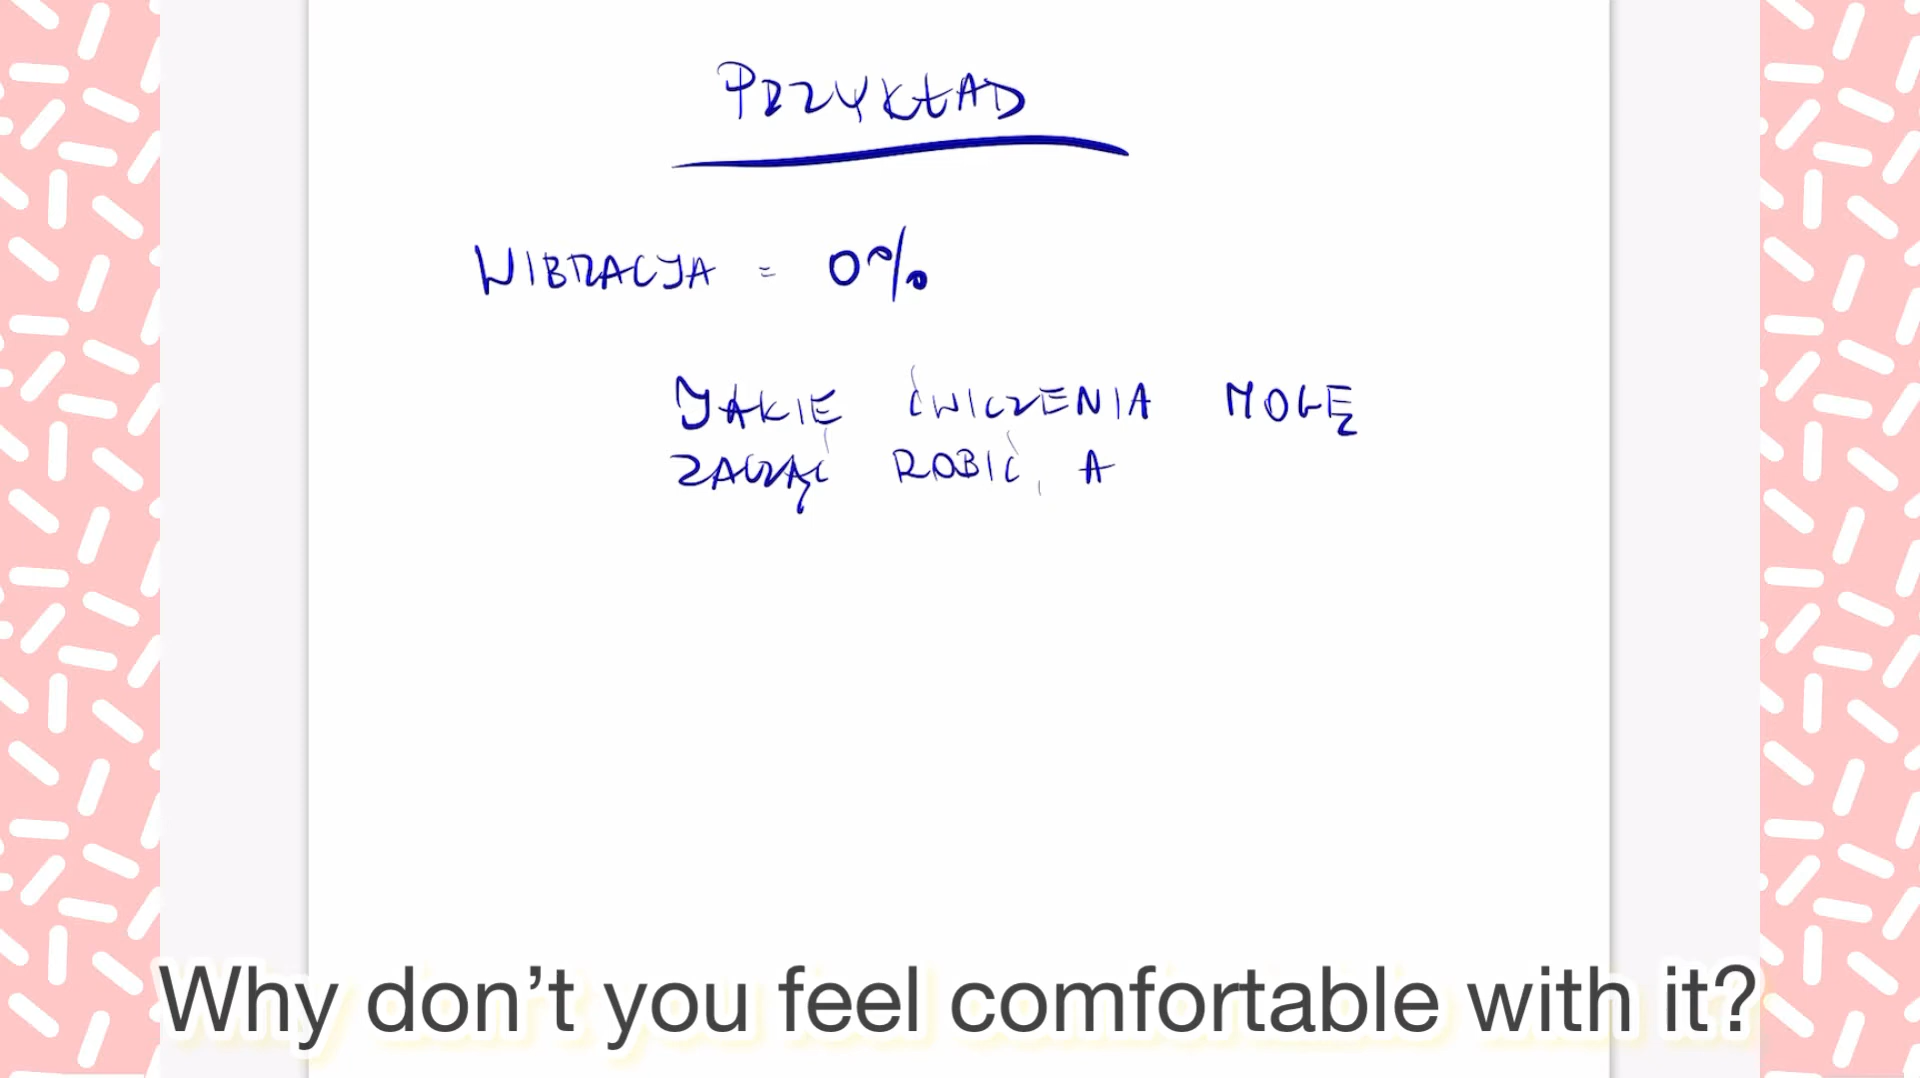 PRZYKŁAD
WIBRACJA = 0%
JAKIE ĆWICZENIA MOGĘ
ZACZĄĆ ROBIĆ, A
Why don’t you feel comfortable with it?